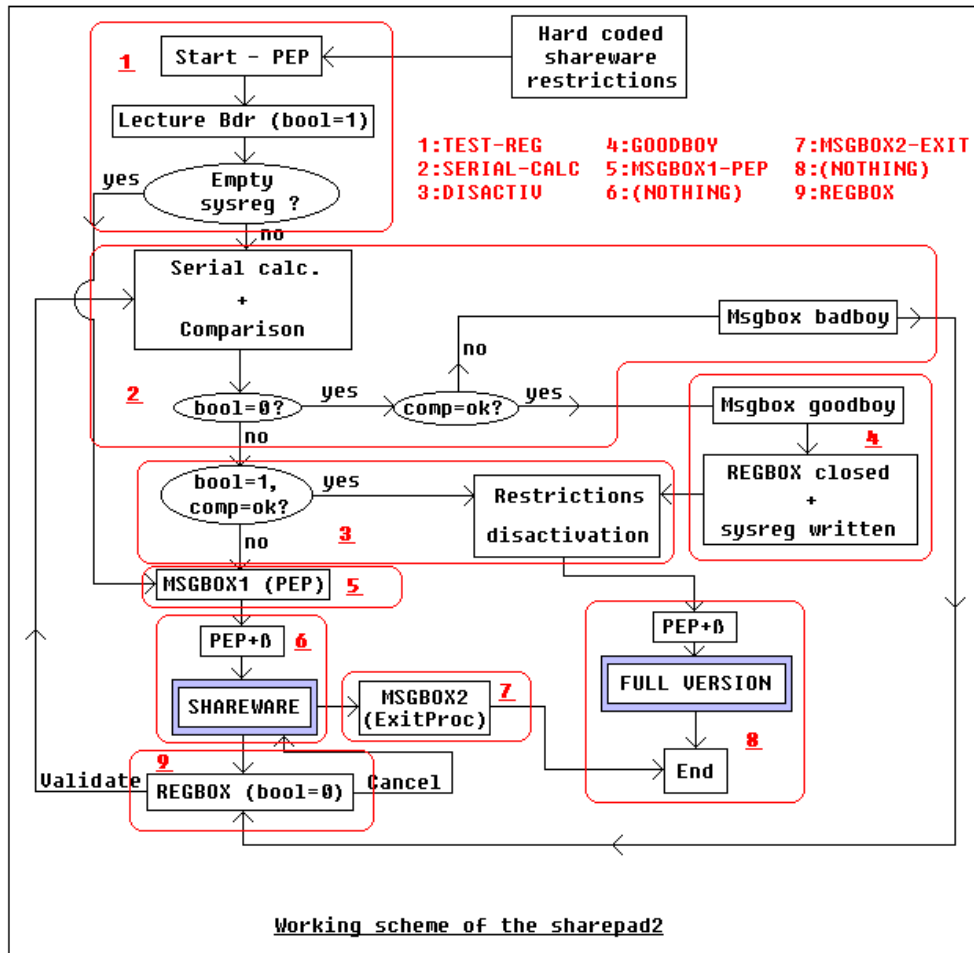 Hard coded
shareware
restrictions
Start - PEP
1
Lecture Bdr (bool=1)
1:TEST-REG 4:GOODBOY 7:MSGBOX2-EXIT
2:SERIAL-CALC 5:MSGBOX1-PEP 8:(NOTHING)
3:DISACTIV 6:(NOTHING) 9:REGBOX
yes
Empty
sysreg ?
no
Serial calc.
+
Comparison
Msgbox badboy
no
2
bool=0?
yes
comp=ok?
yes
Msgbox goodboy
4
no
bool=1,
comp=ok?
yes
Restrictions
disactivation
REGBOX closed
+
sysreg written
3
no
MSGBOX1 (PEP)
5
PEP+ß
6
PEP+ß
SHAREWARE
MSGBOX2
(ExitProc)
7
FULL VERSION
8
9
End
Validate
REGBOX (bool=0)
Cancel
Working scheme of the sharepad2